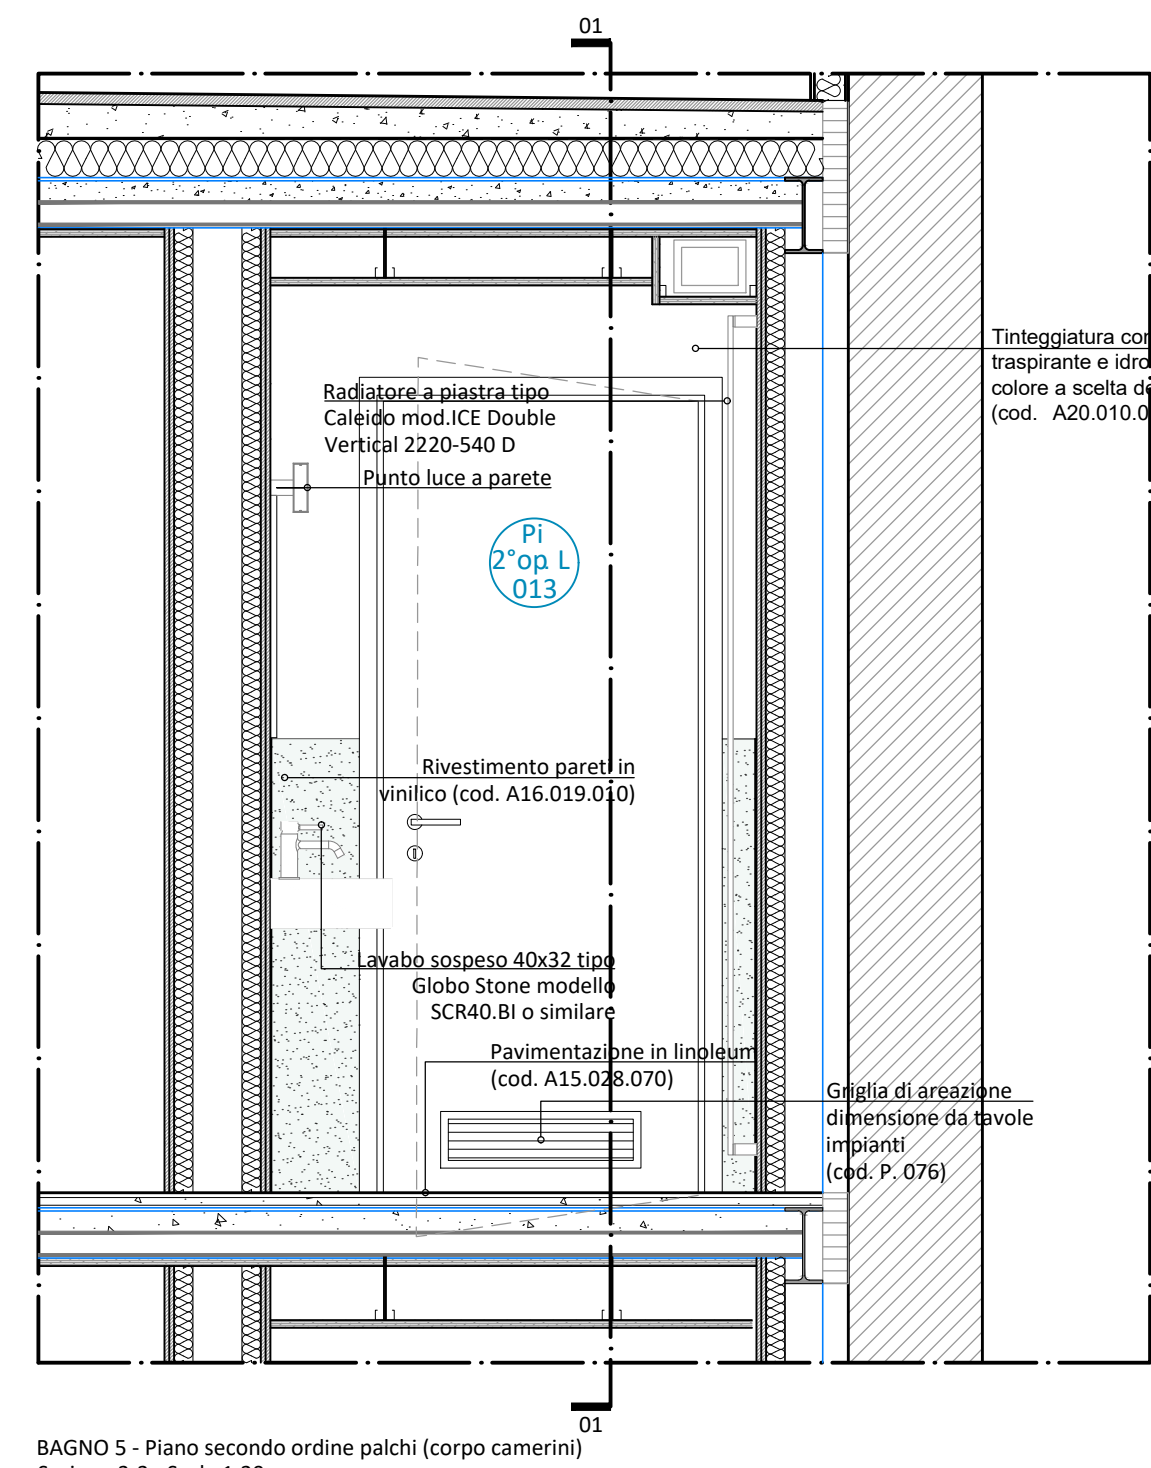 01
Tinteggiatura con
traspirante e idro
colore a scelta de
(cod. A20.010.0
Radiatore a piastra tipo
Caleido mod.ICE Double
Vertical 2220-540 D
Punto luce a parete
Pi
2°op. L
013
Rivestimento pareti in
vinilico (cod. A16.019.010)
Lavabo sospeso 40x32 tipo
Globo Stone modello
SCR40.BI o similare
Pavimentazione in linoleum
(cod. A15.028.070)
Griglia di areazione
dimensione da tavole
impianti
(cod. P. 076)
01
BAGNO 5 - Piano secondo ordine palchi (corpo camerini)